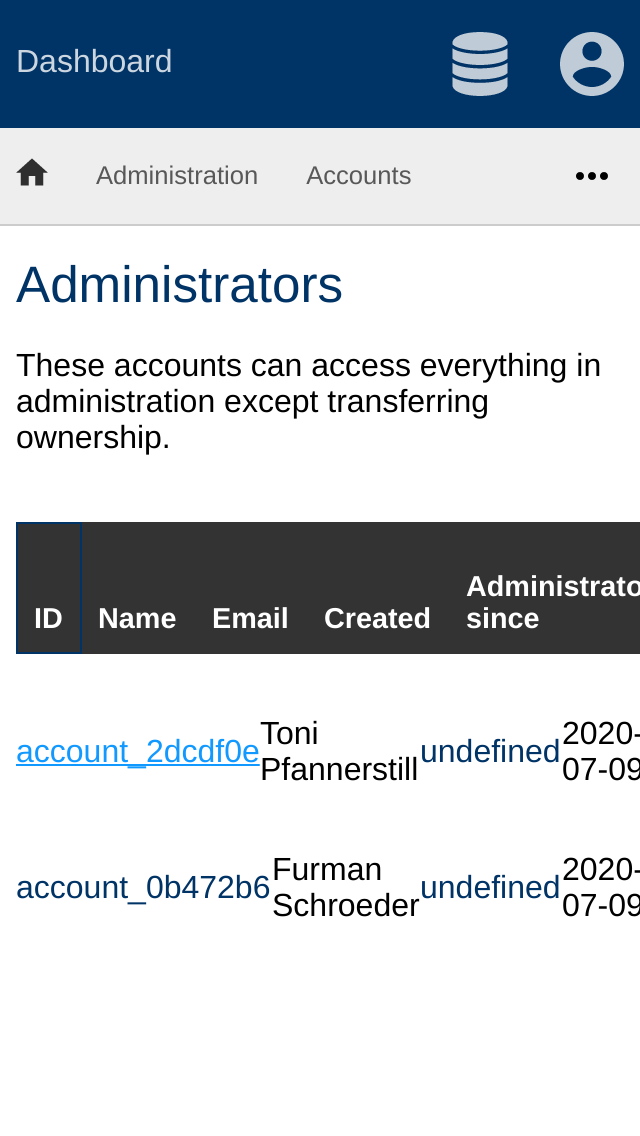 Dashboard
Administration Accounts
Administrators
These accounts can access everything in
administration except transferring
ownership.
Administrato
ID Name Email Created since
Toni 2020-
account_2dcdf0e undefined
Pfannerstill 07-09
Furman 2020-
account_0b472b6 undefined
Schroeder 07-09